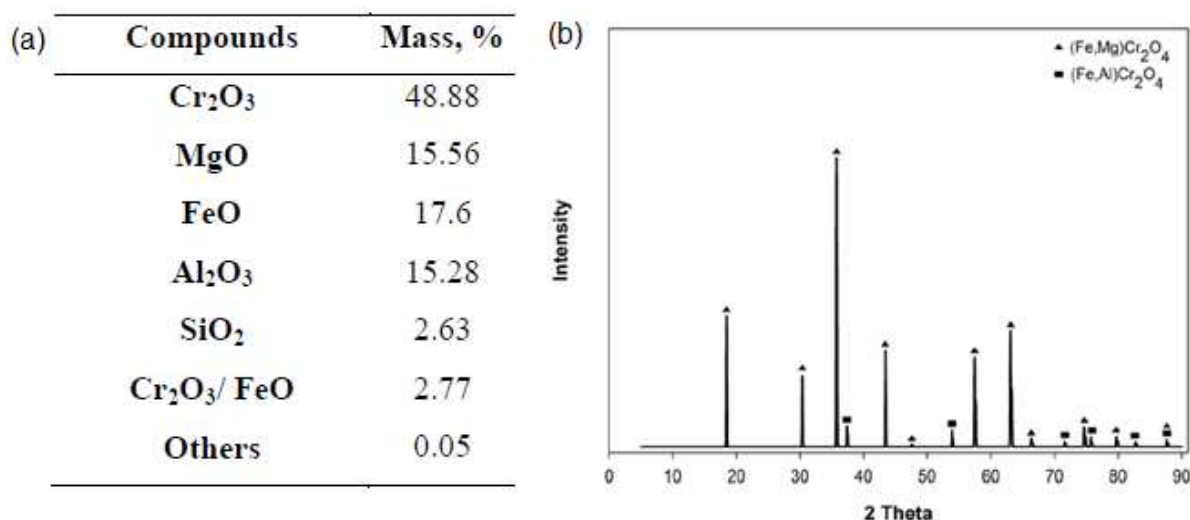 (a) Compounds Mass, %
Cr₂O₃ 48.88
MgO 15.56
FeO 17.6
Al₂O₃ 15.28
SiO₂ 2.63
Cr₂O₃/ FeO 2.77
Others 0.05
(b)
(Fe,Mg)Cr₂O₄
(Fe,Al)Cr₂O₄
Intensity
0 10 20 30 40 50 60 70 80 90
2 Theta